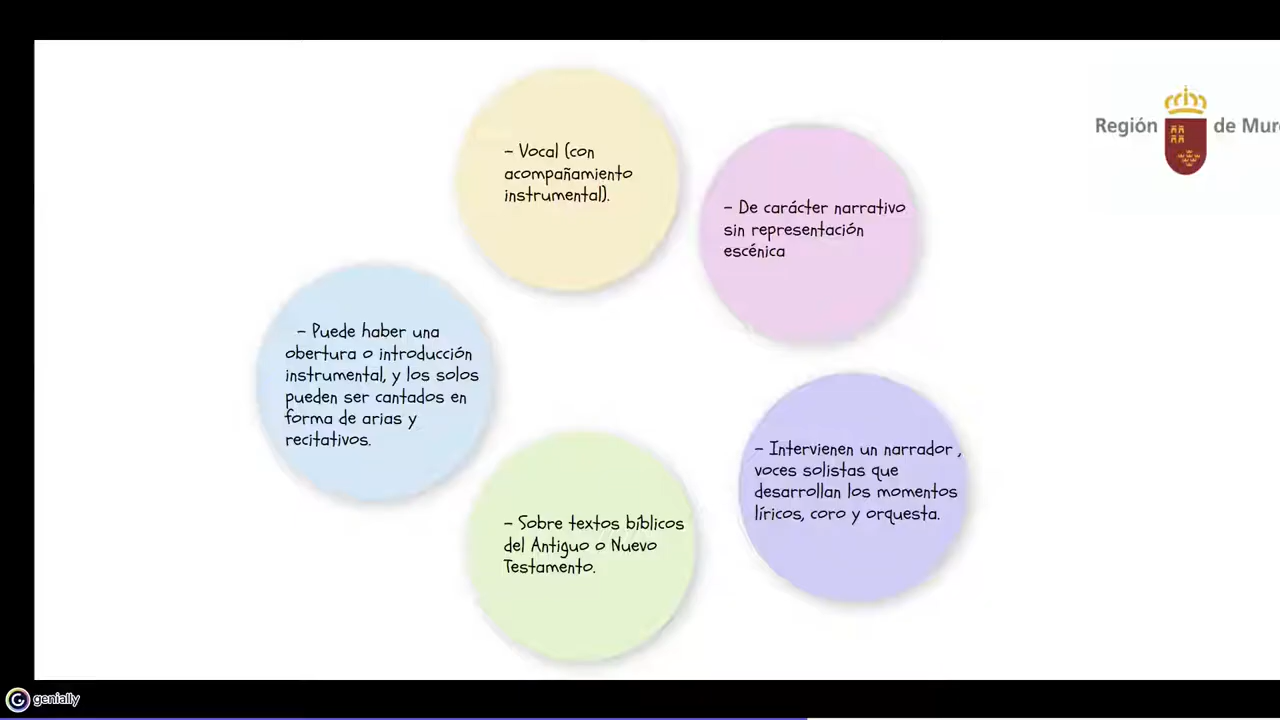 - Vocal (con
acompañamiento
instrumental).
- De carácter narrativo
sin representación
escénica
Región de Mur
- Puede haber una
obertura o introducción
instrumental, y los solos
pueden ser cantados en
forma de arias y
recitativos.
- Intervienen un narrador ,
voces solistas que
desarrollan los momentos
líricos, coro y orquesta.
- Sobre textos bíblicos
del Antiguo o Nuevo
Testamento.
genially